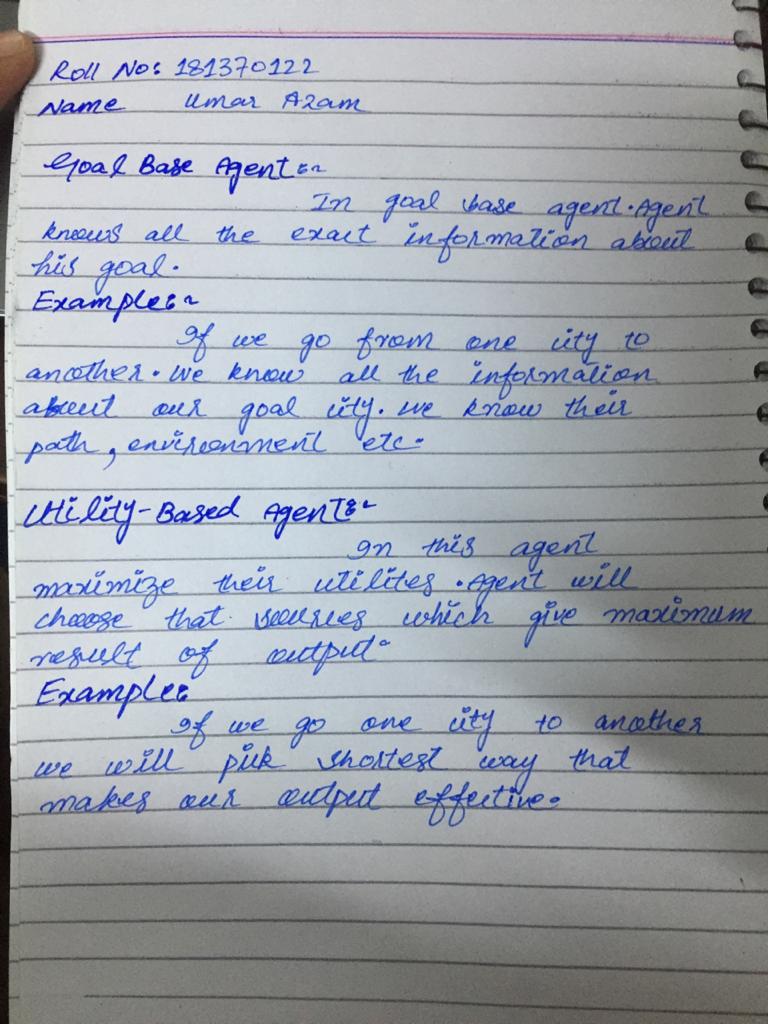 Roll No: 181370122
Name Umar Azam
Goal Base Agent:~
In goal base agent. Agent
knows all the exact information about
his goal.
Example:~
If we go from one city to
another. We know all the information
about our goal city. We know their
path, environment etc.
Utility-Based Agent:~
In this agent
maximize their utilites. Agent will
choose that sources which give maximum
result of output.
Example:
If we go one city to another
we will pick shortest way that
makes our output effective.